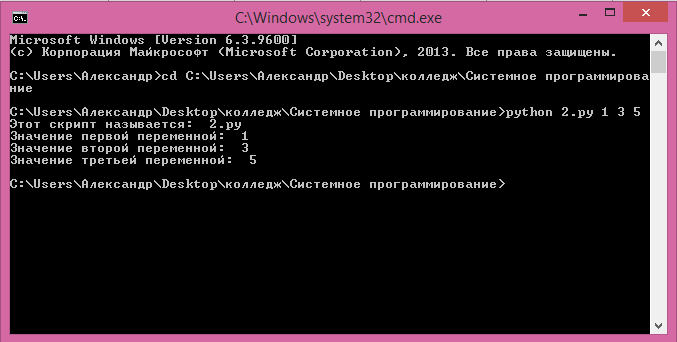 C:\Windows\system32\cmd.exe
Microsoft Windows [Version 6.3.9600]
(c) Корпорация Майкрософт (Microsoft Corporation), 2013. Все права защищены.
C:\Users\Александр>cd C:\Users\Александр\Desktop\колледж\Системное программирова
ние
C:\Users\Александр\Desktop\колледж\Системное программирование>python 2.py 1 3 5
Этот скрипт называется:  2.py
Значение первой переменной:  1
Значение второй переменной:  3
Значение третьей переменной:  5
C:\Users\Александр\Desktop\колледж\Системное программирование>